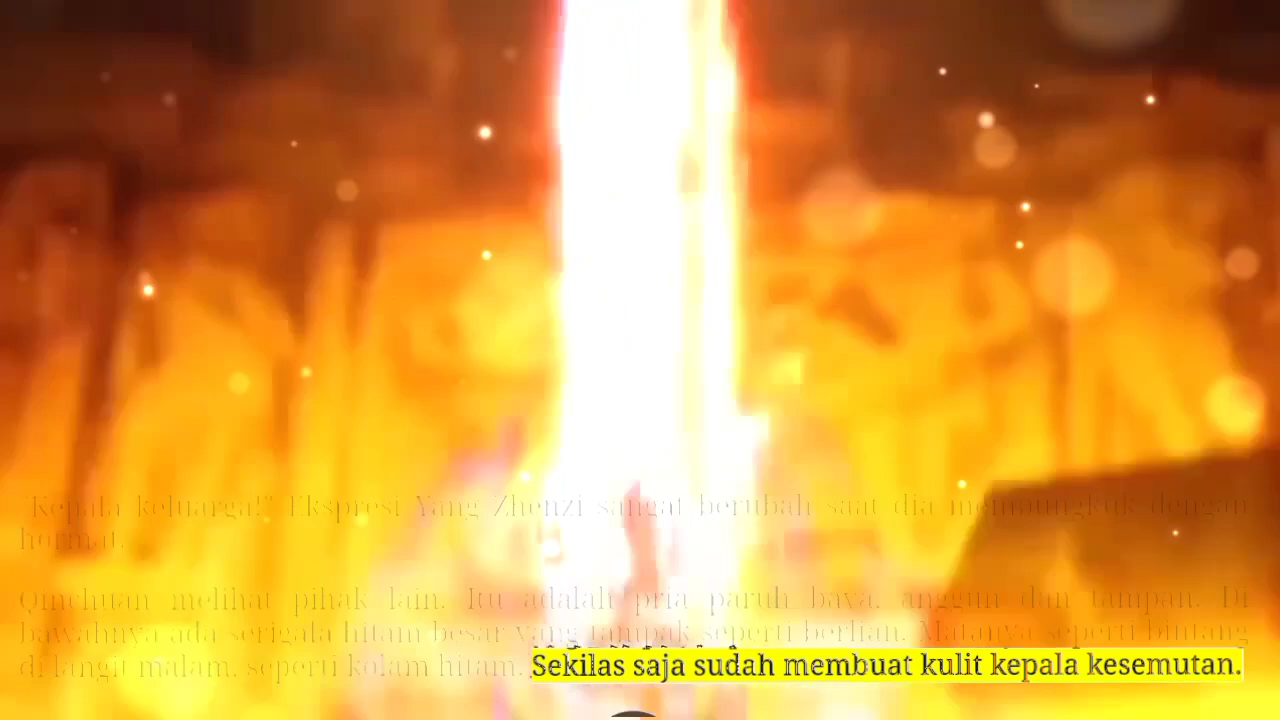 "Kepala keluarga!" Ekspresi Yang Zhenzi sangat berubah saat dia membungkuk dengan
hormat.
Qinchuan melihat pihak lain. Itu adalah pria paruh baya, anggun dan tampan. Di
bawahnya ada serigala hitam besar yang tampak seperti berlian. Matanya seperti bintang
di langit malam, seperti kolam hitam. Sekilas saja sudah membuat kulit kepala kesemutan.